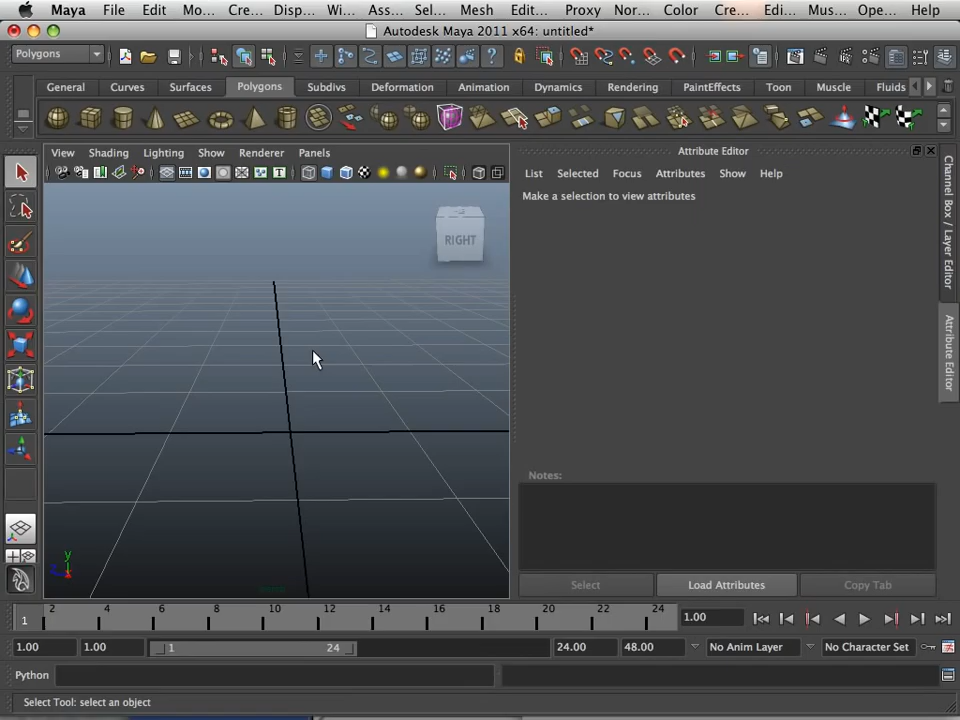 Maya File Edit Mo... Cre... Disp... Wi... Ass... Sel... Mesh Edit... Proxy Nor... Color Cre... Edi... Mus... Ope... Help
Autodesk Maya 2011 x64: untitled*
Polygons
General Curves Surfaces Polygons Subdivs Deformation Animation Dynamics Rendering PaintEffects Toon Muscle Fluids
View Shading Lighting Show Renderer Panels
Attribute Editor
List Selected Focus Attributes Show Help
Make a selection to view attributes
Channel Box / Layer Editor
Attribute Editor
RIGHT
y
z
Notes:
Select Load Attributes Copy Tab
1 2 4 6 8 10 12 14 16 18 20 22 24 1.00
1.00 1.00 1 24 24.00 48.00 No Anim Layer No Character Set
Python
Select Tool: select an object